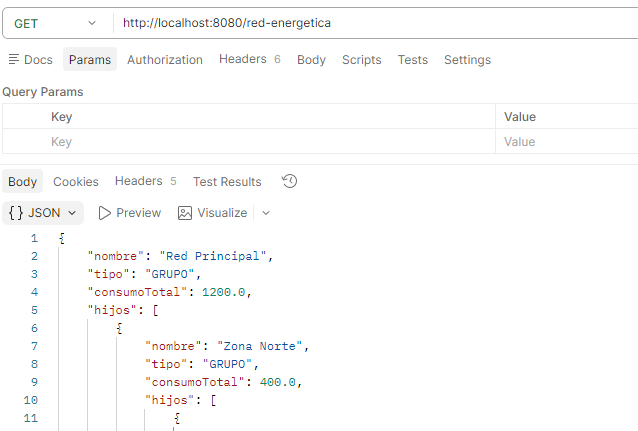 GET http://localhost:8080/red-energetica
Docs Params Authorization Headers 6 Body Scripts Tests Settings
Query Params
Key Value
Key Value
Body Cookies Headers 5 Test Results
{} JSON Preview Visualize
1 {
2 "nombre": "Red Principal",
3 "tipo": "GRUPO",
4 "consumoTotal": 1200.0,
5 "hijos": [
6 {
7 "nombre": "Zona Norte",
8 "tipo": "GRUPO",
9 "consumoTotal": 400.0,
10 "hijos": [
11 {